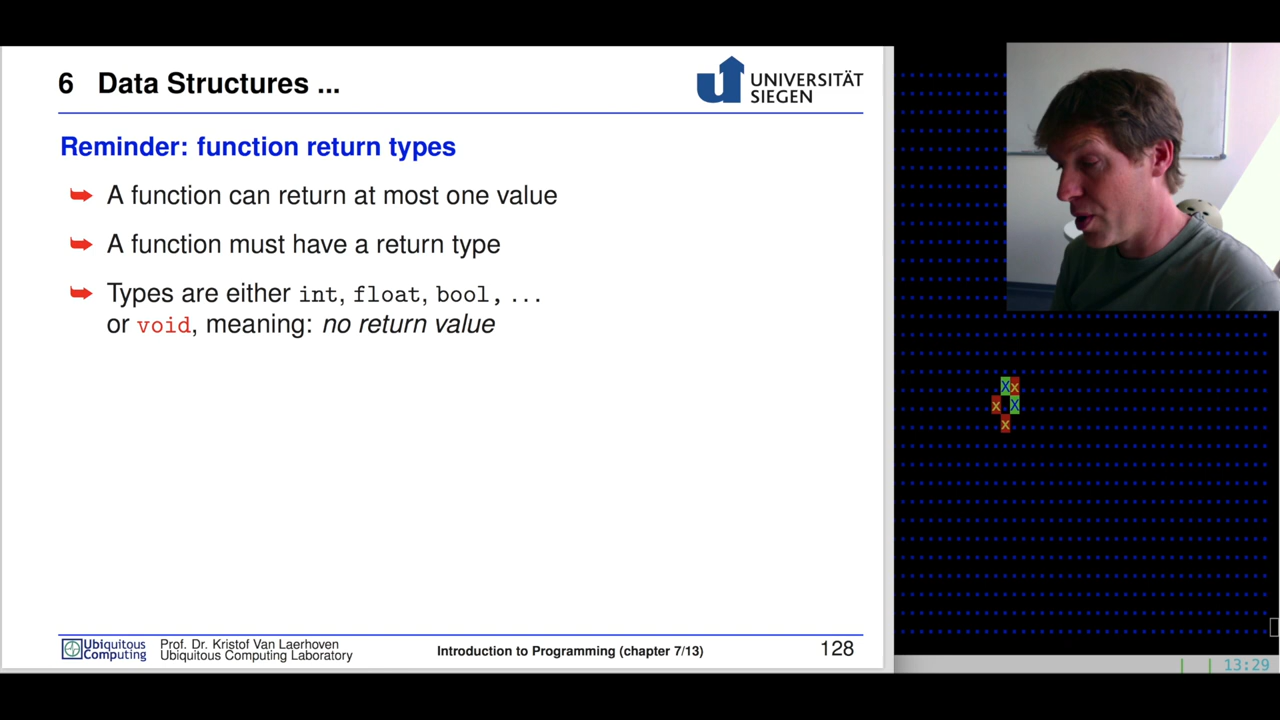 6 Data Structures ...
UNIVERSITÄT
SIEGEN
Reminder: function return types
➥ A function can return at most one value
➥ A function must have a return type
➥ Types are either int, float, bool, ...
or void, meaning: no return value
X x
x X
x
Ubiquitous
Computing
Prof. Dr. Kristof Van Laerhoven
Ubiquitous Computing Laboratory
Introduction to Programming (chapter 7/13)
128
13:29